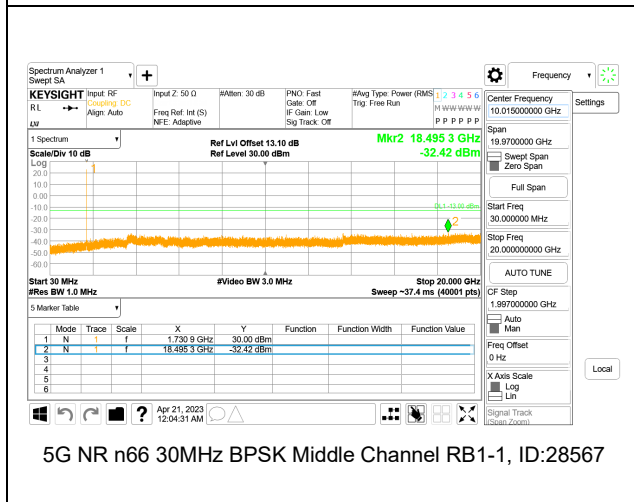 Spectrum Analyzer 1
Swept SA
Frequency
KEYSIGHT Input: RF Input Z: 50 Ω #Atten: 30 dB PNO: Fast #Avg Type: Power (RMS 1 2 3 4 5 6
RL Coupling: DC Gate: Off Trig: Free Run M W W W W W
Align: Auto Freq Ref: Int (S) IF Gain: Low
NFE: Adaptive Sig Track: Off P P P P P P
Settings
Center Frequency
10.015000000 GHz
Span
19.9700000 GHz
Swept Span
Zero Span
Full Span
Start Freq
30.000000 MHz
Stop Freq
20.000000000 GHz
AUTO TUNE
CF Step
1.997000000 GHz
Auto
Man
Freq Offset
0 Hz
X Axis Scale
Log
Lin
Signal Track
(Span Zoom)
Local
1 Spectrum
Ref Lvl Offset 13.10 dB Mkr2 18.495 3 GHz
Scale/Div 10 dB Ref Level 30.00 dBm -32.42 dBm
Log
1
20.0
10.0
0.00
-10.0
DL1 -13.00 dBm
-20.0
2
-30.0
-40.0
-50.0
-60.0
Start 30 MHz #Video BW 3.0 MHz Stop 20.000 GHz
#Res BW 1.0 MHz Sweep ~37.4 ms (40001 pts)
5 Marker Table
Mode Trace Scale X Y Function Function Width Function Value
1 N 1 f 1.730 9 GHz 30.00 dBm
2 N 1 f 18.495 3 GHz -32.42 dBm
3
4
5
6
? Apr 21, 2023
12:04:31 AM
5G NR n66 30MHz BPSK Middle Channel RB1-1, ID:28567